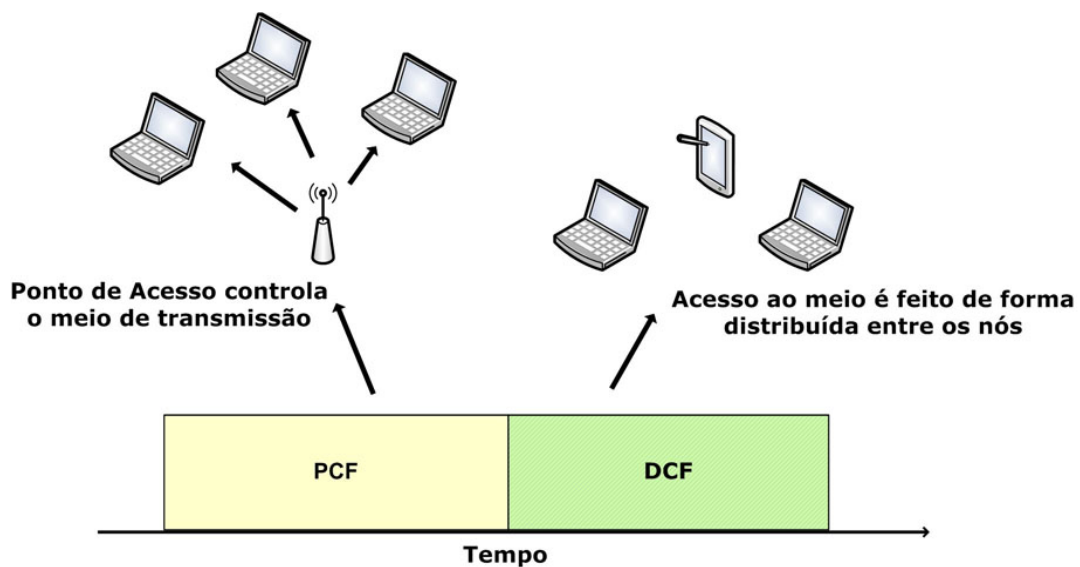 Ponto de Acesso controla
o meio de transmissão
Acesso ao meio é feito de forma
distribuída entre os nós
PCF
DCF
Tempo